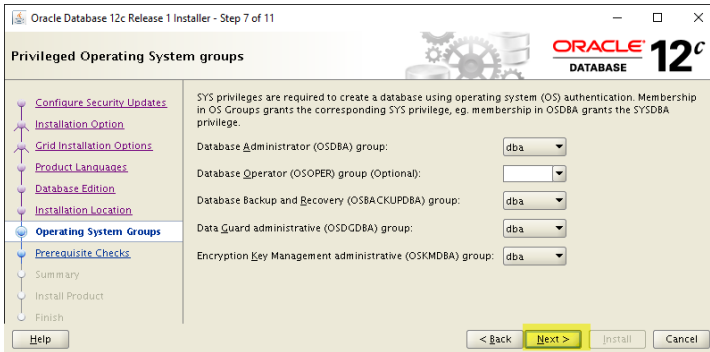 Oracle Database 12c Release 1 Installer - Step 7 of 11
Privileged Operating System groups
ORACLE
DATABASE
12c
Configure Security Updates
Installation Option
Grid Installation Options
Product Languages
Database Edition
Installation Location
Operating System Groups
Prerequisite Checks
Summary
Install Product
Finish
SYS privileges are required to create a database using operating system (OS) authentication. Membership
in OS Groups grants the corresponding SYS privilege, eg. membership in OSDBA grants the SYSDBA
privilege.
Database Administrator (OSDBA) group: dba
Database Operator (OSOPER) group (Optional):
Database Backup and Recovery (OSBACKUPDBA) group: dba
Data Guard administrative (OSDGDBA) group: dba
Encryption Key Management administrative (OSKMDBA) group: dba
Help
< Back
Next >
Install
Cancel